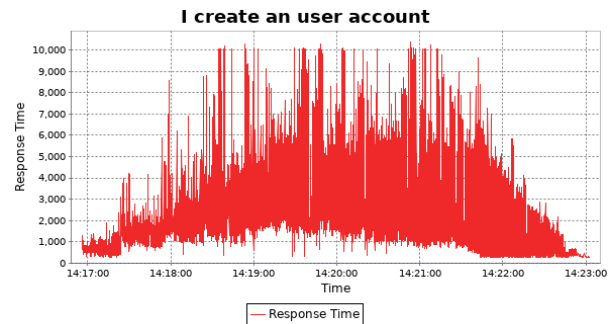 I create an user account
10,000
9,000
8,000
7,000
6,000
5,000
4,000
3,000
2,000
1,000
0
Response Time
14:17:00 14:18:00 14:19:00 14:20:00 14:21:00 14:22:00 14:23:00
Time
Response Time